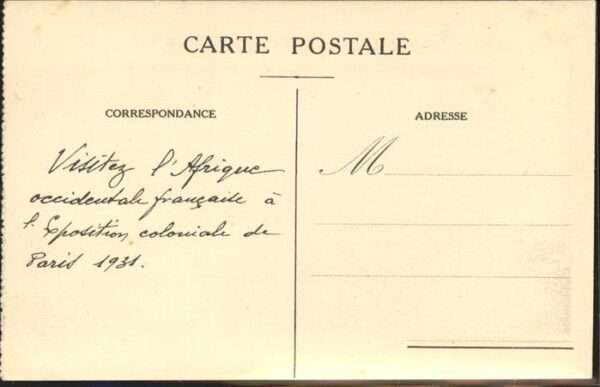 CARTE POSTALE
CORRESPONDANCE
ADRESSE
Visitez l'Afrique
occidentale française à
l'Exposition coloniale de
Paris 1931.
M